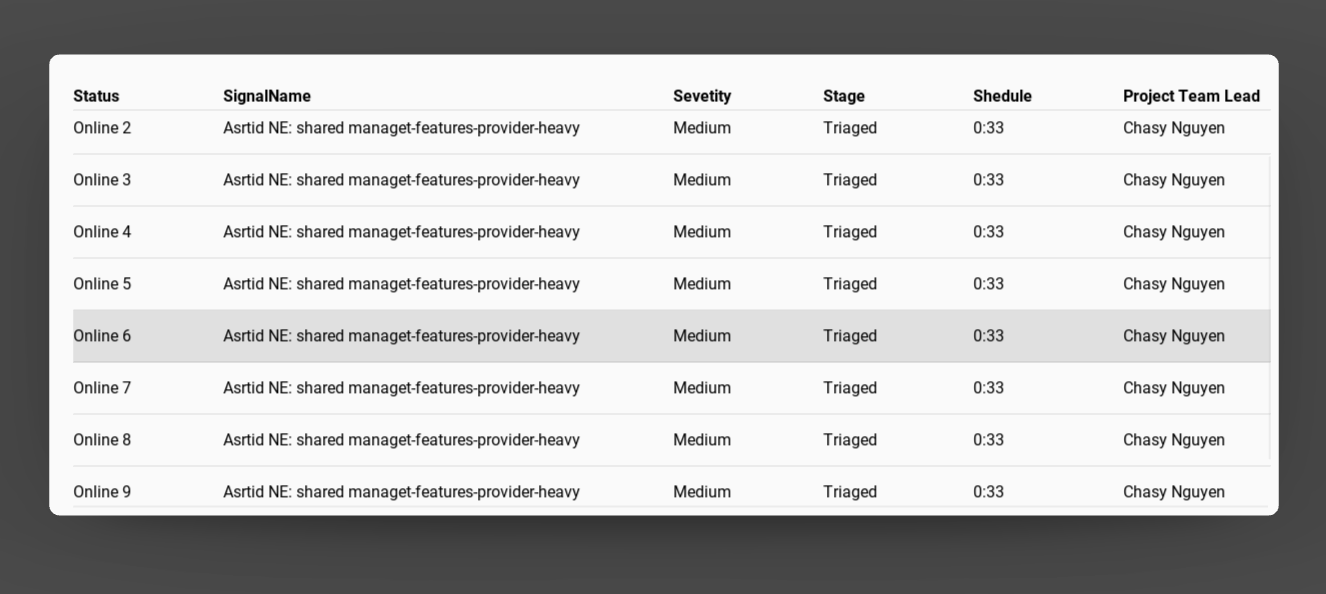 Status SignalName Sevetity Stage Shedule Project Team Lead
Online 2 Asrtid NE: shared managet-features-provider-heavy Medium Triaged 0:33 Chasy Nguyen
Online 3 Asrtid NE: shared managet-features-provider-heavy Medium Triaged 0:33 Chasy Nguyen
Online 4 Asrtid NE: shared managet-features-provider-heavy Medium Triaged 0:33 Chasy Nguyen
Online 5 Asrtid NE: shared managet-features-provider-heavy Medium Triaged 0:33 Chasy Nguyen
Online 6 Asrtid NE: shared managet-features-provider-heavy Medium Triaged 0:33 Chasy Nguyen
Online 7 Asrtid NE: shared managet-features-provider-heavy Medium Triaged 0:33 Chasy Nguyen
Online 8 Asrtid NE: shared managet-features-provider-heavy Medium Triaged 0:33 Chasy Nguyen
Online 9 Asrtid NE: shared managet-features-provider-heavy Medium Triaged 0:33 Chasy Nguyen